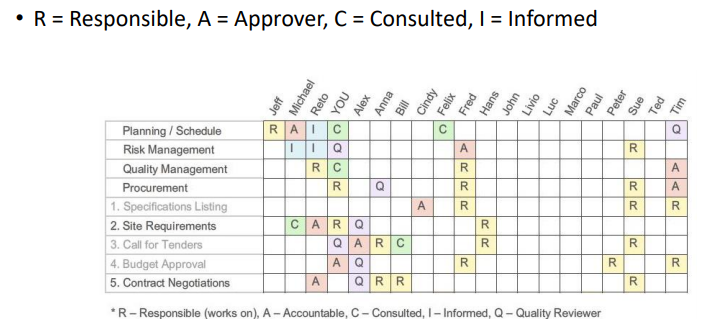 • R = Responsible, A = Approver, C = Consulted, I = Informed
Jeff Michael Reto YOU Alex Anna Bill Cindy Felix Fred Hans John Livio Luc Marco Paul Peter Sue Ted Tim
Planning / Schedule R A I C C Q
Risk Management I I Q A R
Quality Management R C R A
Procurement R Q R R A
1. Specifications Listing A R R R
2. Site Requirements C A R Q R
3. Call for Tenders Q A R C R R
4. Budget Approval A Q R R R
5. Contract Negotiations A Q R R R
* R – Responsible (works on), A – Accountable, C – Consulted, I – Informed, Q – Quality Reviewer